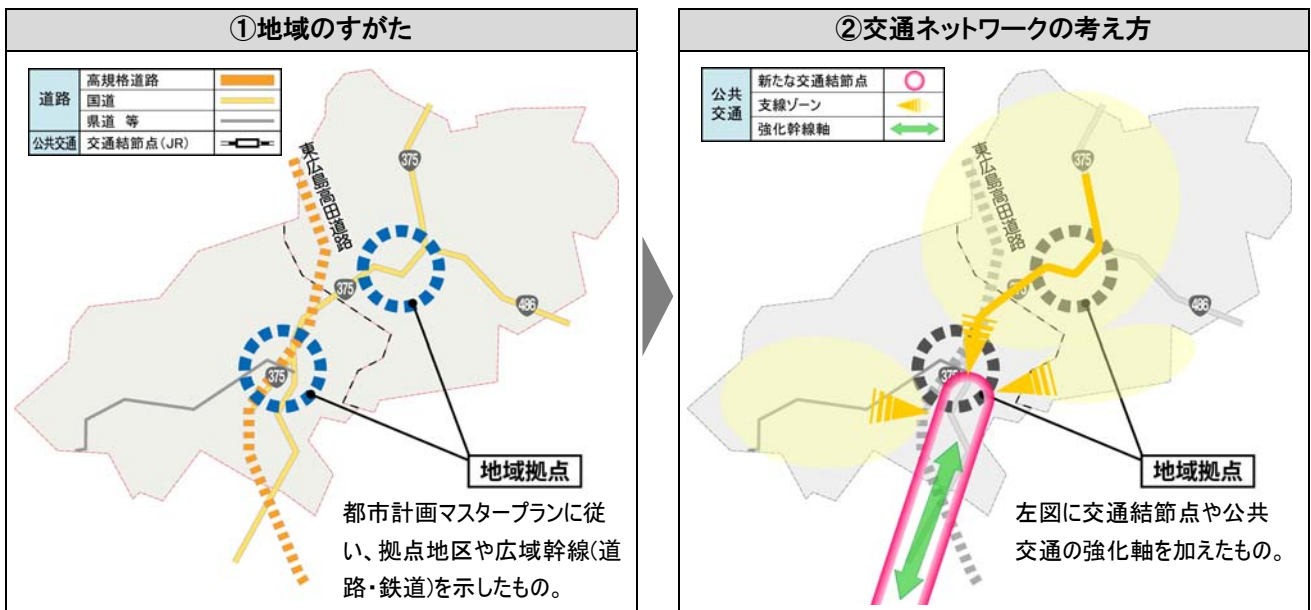 ①地域のすがた
道路
高規格道路
国道
県道 等
公共交通
交通結節点(JR)
東広島高田道路
375
375
486
375
地域拠点
都市計画マスタープランに従
い、拠点地区や広域幹線(道
路・鉄道)を示したもの。
②交通ネットワークの考え方
公共
交通
新たな交通結節点
支線ゾーン
強化幹線軸
東広島高田道路
375
486
地域拠点
左図に交通結節点や公共
交通の強化軸を加えたもの。